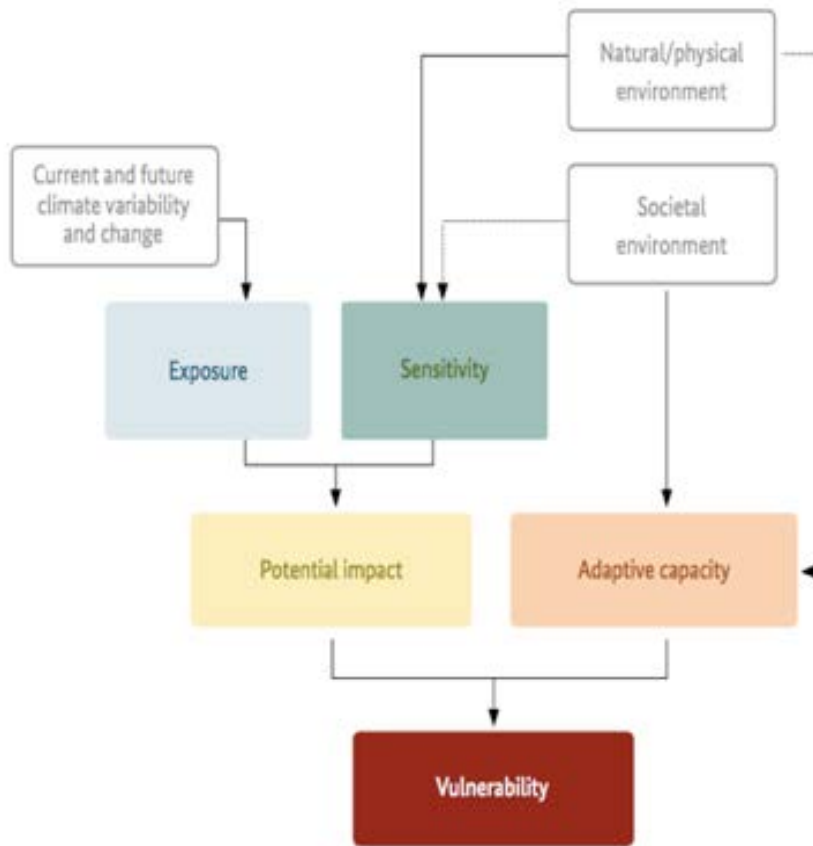 Natural/physical
environment
Current and future
climate variability
and change
Societal
environment
Exposure
Sensitivity
Potential impact
Adaptive capacity
Vulnerability